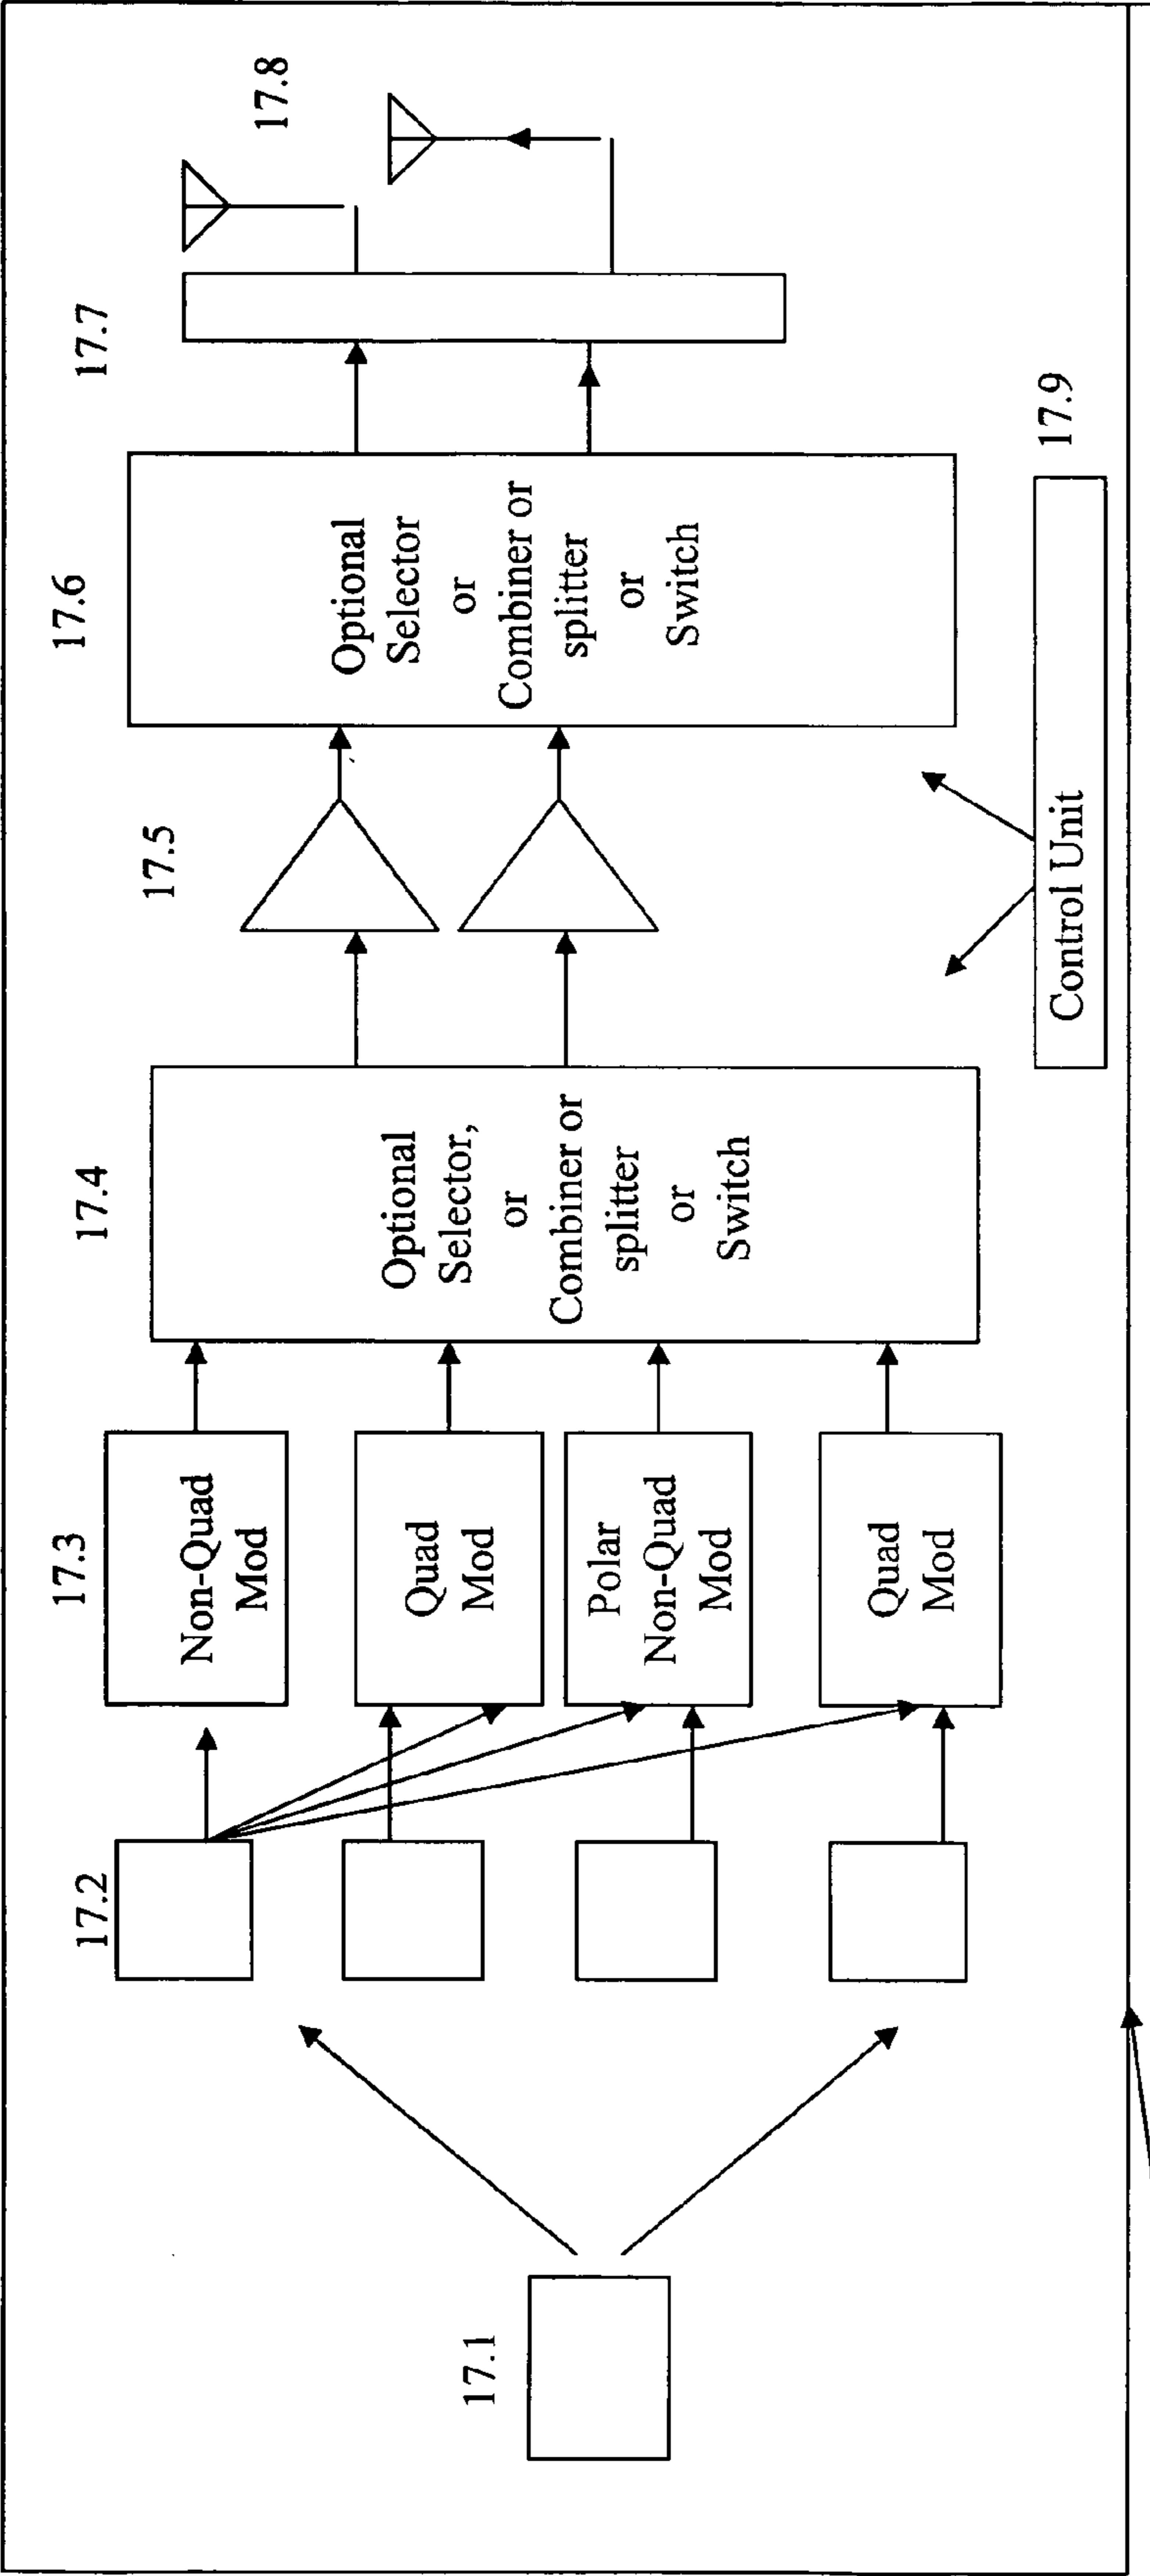 17.1
17.2
17.3
Non-Quad
Mod
Quad
Mod
Polar
Non-Quad
Mod
Quad
Mod
17.4
Optional
Selector,
or
Combiner or
splitter
or
Switch
17.5
17.6
Optional
Selector
or
Combiner or
splitter
or
Switch
17.7
17.8
Control Unit
17.9